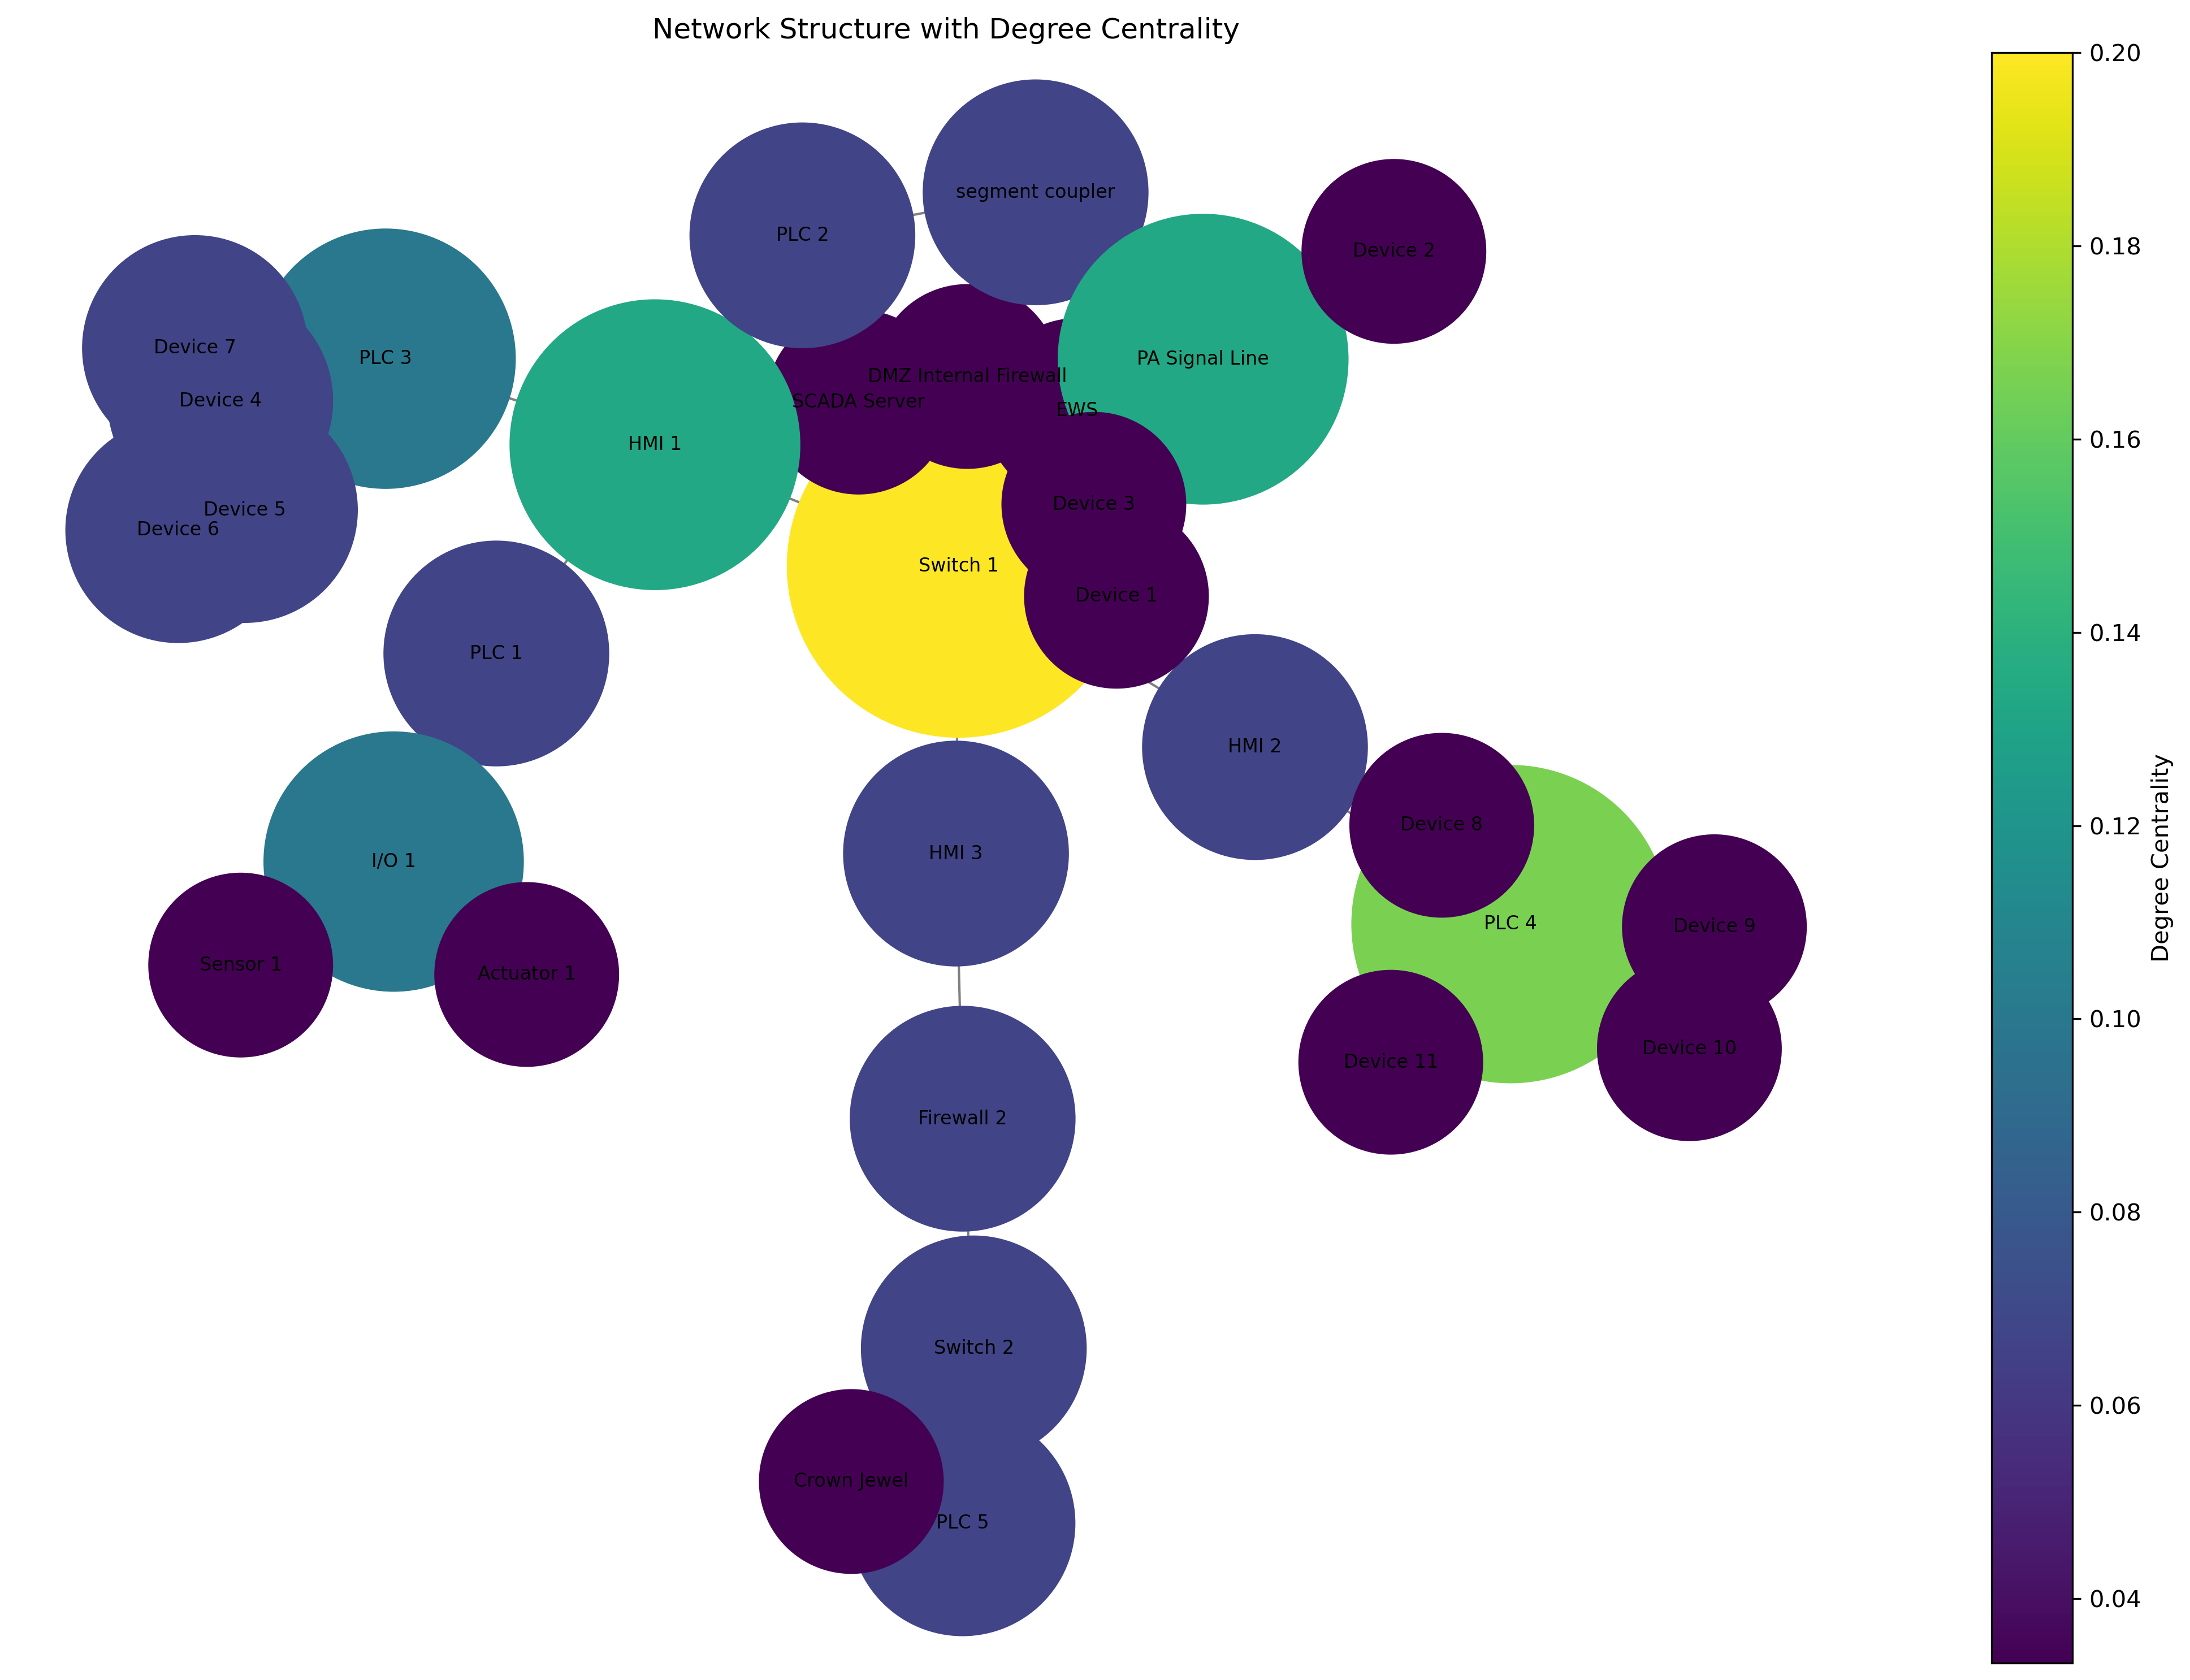 Network Structure with Degree Centrality
segment coupler
PLC 2
Device 2
Device 7
PLC 3
PA Signal Line
DMZ Internal Firewall
Device 4
SCADA Server
EWS
HMI 1
Device 3
Device 5
Device 6
Switch 1
Device 1
PLC 1
HMI 2
Device 8
HMI 3
I/O 1
PLC 4
Device 9
Sensor 1
Actuator 1
Device 10
Device 11
Firewall 2
Switch 2
Crown Jewel
PLC 5
0.20
0.18
0.16
0.14
0.12
0.10
0.08
0.06
0.04
Degree Centrality